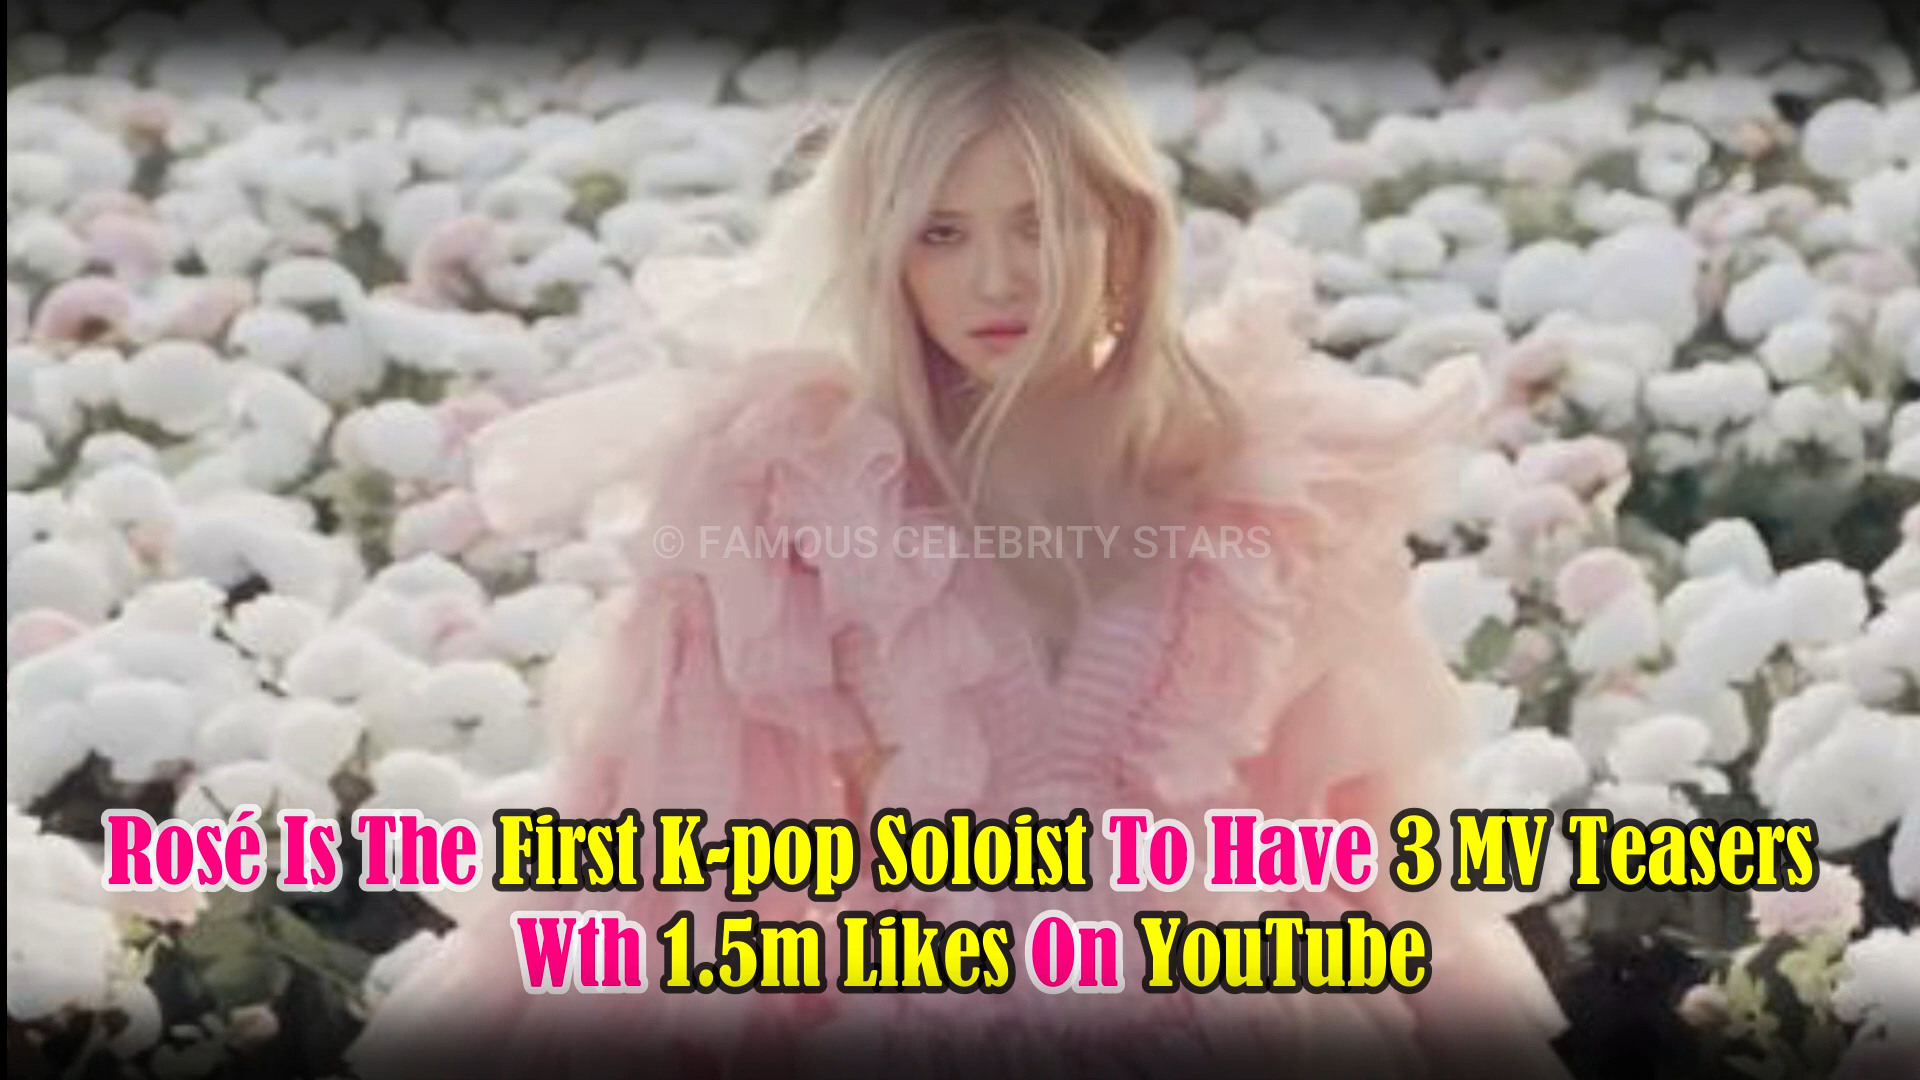 © FAMOUS CELEBRITY STARS
Rosé Is The First K-pop Soloist To Have 3 MV Teasers
Wth 1.5m Likes On YouTube